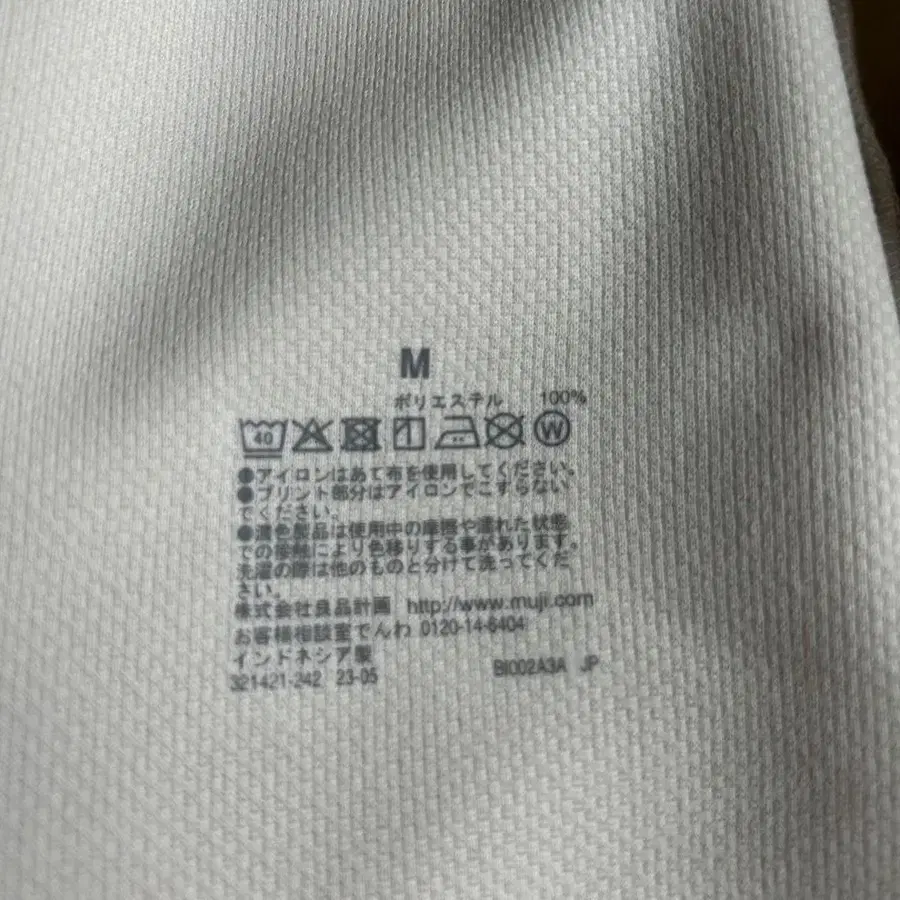 M
ポリエステル 100%
40 W
●アイロンはあて布を使用してください。
●プリント部分はアイロンでこすらない
でください。
●濃色製品は使用中の摩擦や濡れた状態
での接触により色移りする事があります。
洗濯の際は他のものと分けて洗ってくだ
さい。
株式会社良品計画 http://www.muji.com
お客様相談室でんわ 0120-14-6404
インドネシア製
321421-242 23-05 BI002A3A JP